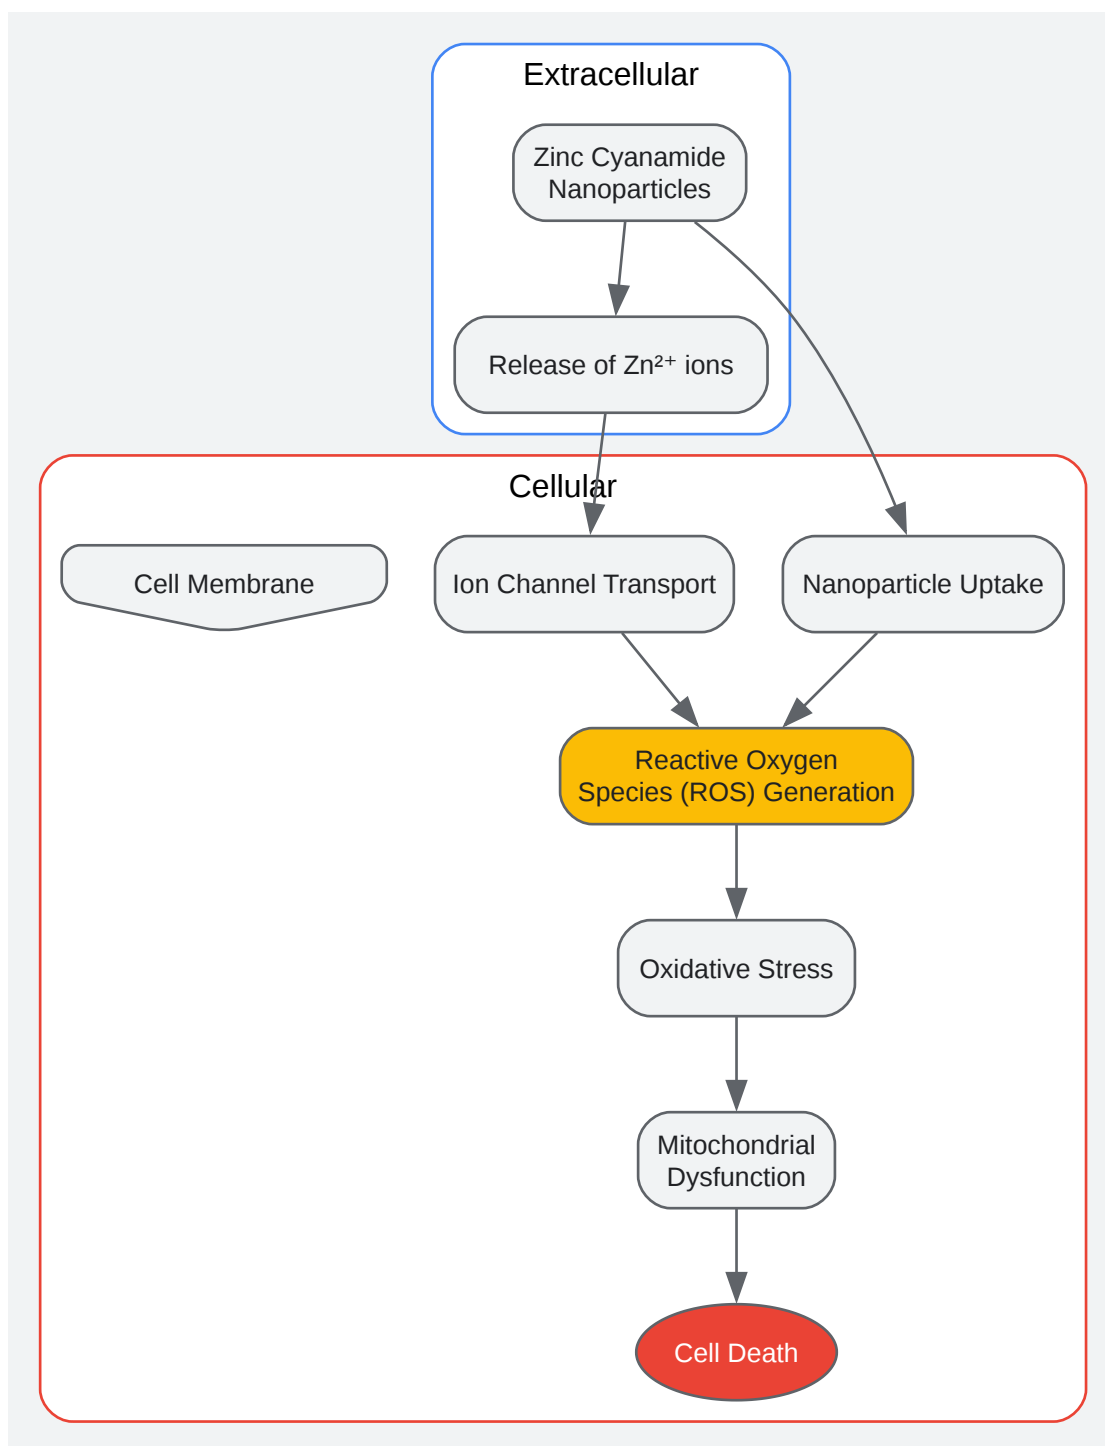 Extracellular
Zinc Cyanamide
Nanoparticles
Release of Zn²⁺ ions
Cellular
Cell Membrane
Ion Channel Transport
Nanoparticle Uptake
Reactive Oxygen
Species (ROS) Generation
Oxidative Stress
Mitochondrial
Dysfunction
Cell Death